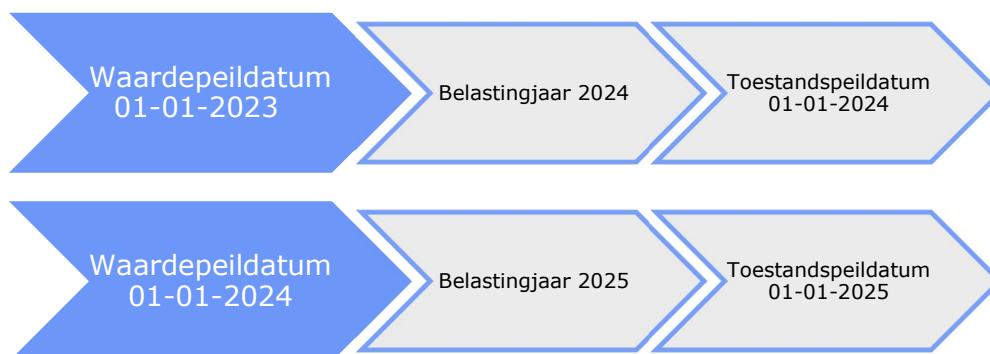 Waardepeildatum
01-01-2023
Belastingjaar 2024
Toestandspeildatum
01-01-2024
Waardepeildatum
01-01-2024
Belastingjaar 2025
Toestandspeildatum
01-01-2025